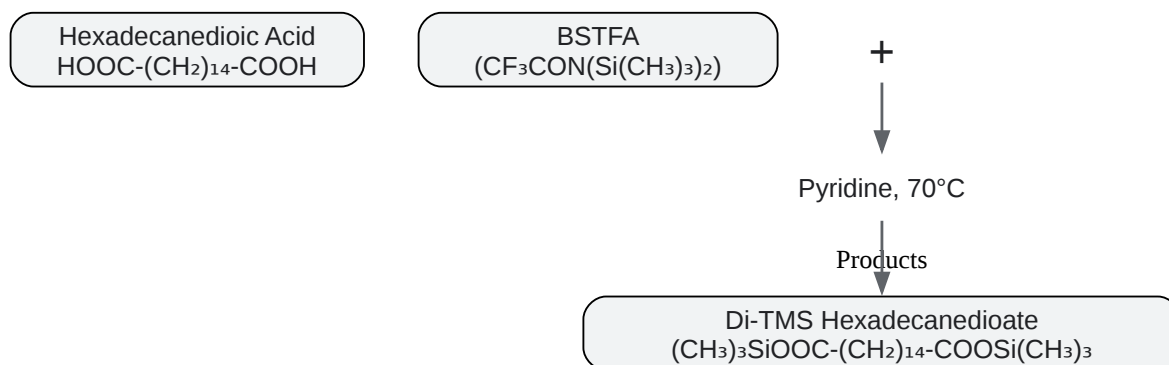 Hexadecanedioic Acid
HOOC-(CH₂)₁₄-COOH
BSTFA
(CF₃CON(Si(CH₃)₃)₂)
+
Pyridine, 70°C
Products
Di-TMS Hexadecanedioate
(CH₃)₃SiOOC-(CH₂)₁₄-COOSi(CH₃)₃